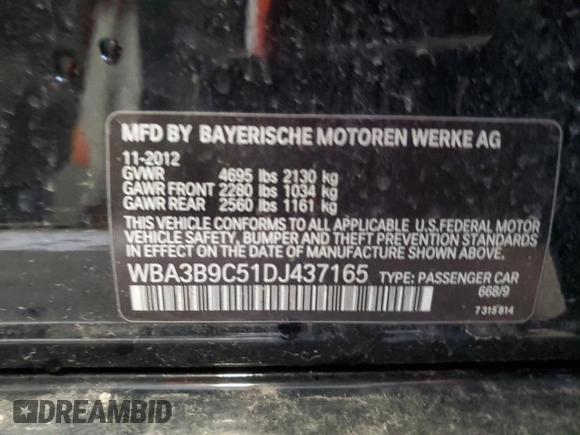 MFD BY BAYERISCHE MOTOREN WERKE AG
11-2012
GVWR 4695 lbs 2130 kg
GAWR FRONT 2280 lbs 1034 kg
GAWR REAR 2560 lbs 1161 kg
THIS VEHICLE CONFORMS TO ALL APPLICABLE U.S.FEDERAL MOTOR
VEHICLE SAFETY, BUMPER AND THEFT PREVENTION STANDARDS
IN EFFECT ON THE DATE OF MANUFACTURE SHOWN ABOVE.
WBA3B9C51DJ437165 TYPE: PASSENGER CAR
668/9
7315814
DREAMBID